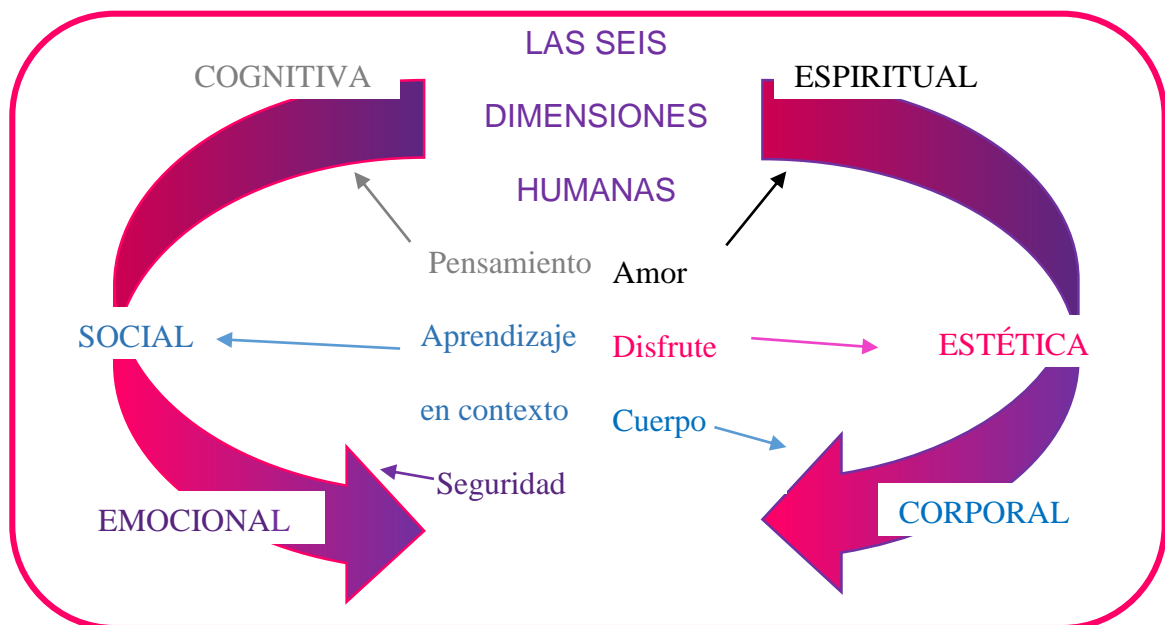 LAS SEIS
DIMENSIONES
HUMANAS
COGNITIVA
ESPIRITUAL
Pensamiento
Amor
SOCIAL
Aprendizaje
en contexto
Disfrute
ESTÉTICA
Cuerpo
Seguridad
EMOCIONAL
CORPORAL